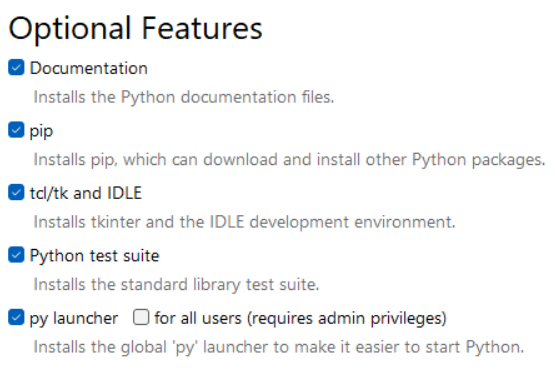 Optional Features
Documentation
Installs the Python documentation files.
pip
Installs pip, which can download and install other Python packages.
tcl/tk and IDLE
Installs tkinter and the IDLE development environment.
Python test suite
Installs the standard library test suite.
py launcher for all users (requires admin privileges)
Installs the global 'py' launcher to make it easier to start Python.